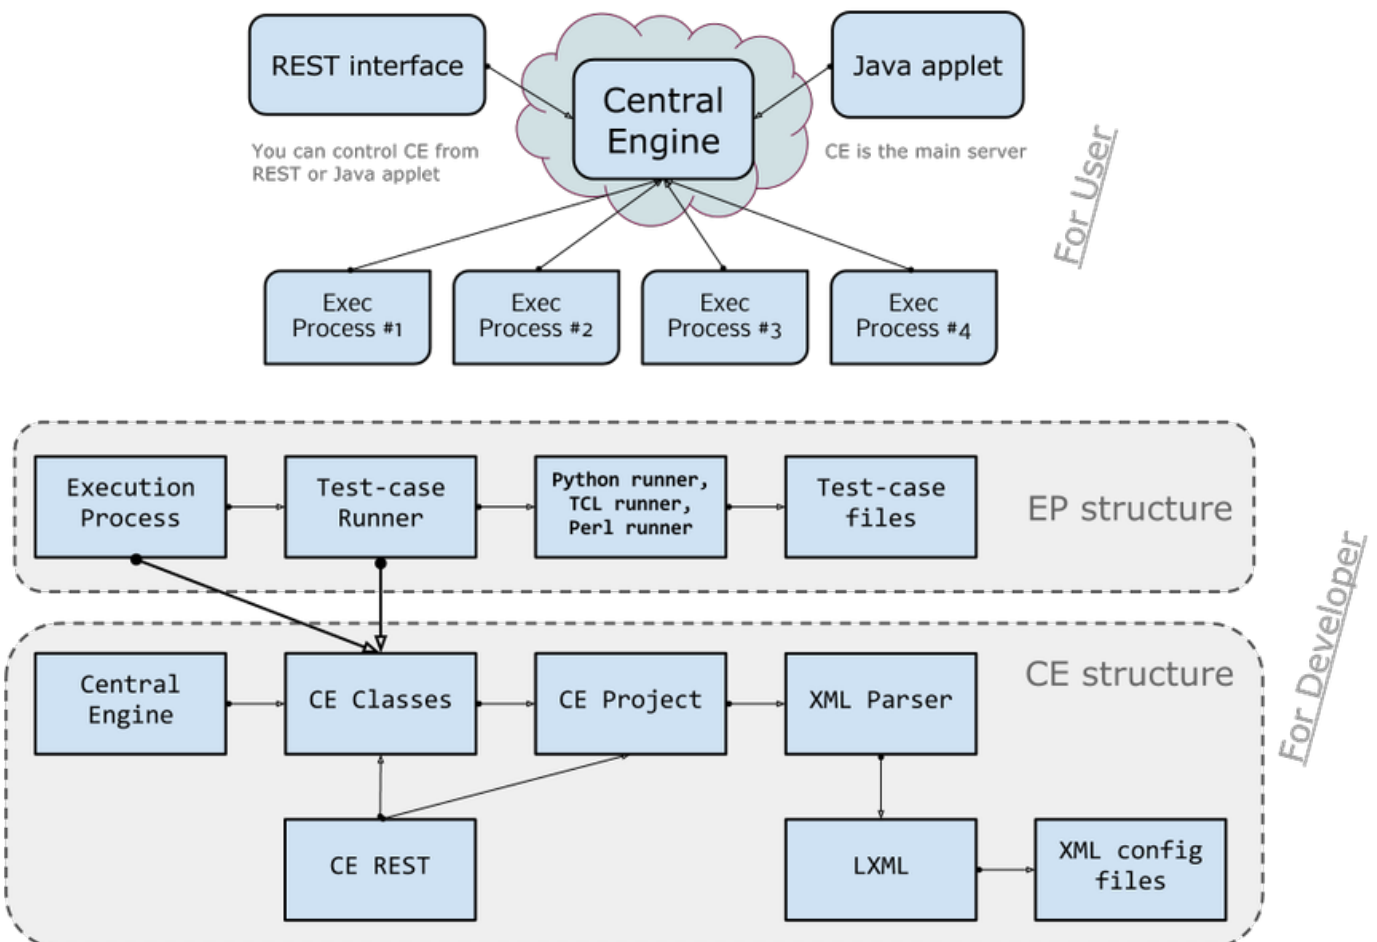 REST interface
Central
Engine
Java applet
You can control CE from
REST or Java applet
CE is the main server
For User
Exec
Process #1
Exec
Process #2
Exec
Process #3
Exec
Process #4
Execution
Process
Test-case
Runner
Python runner,
TCL runner,
Perl runner
Test-case
files
EP structure
For Developer
CE structure
Central
Engine
CE Classes
CE Project
XML Parser
CE REST
LXML
XML config
files